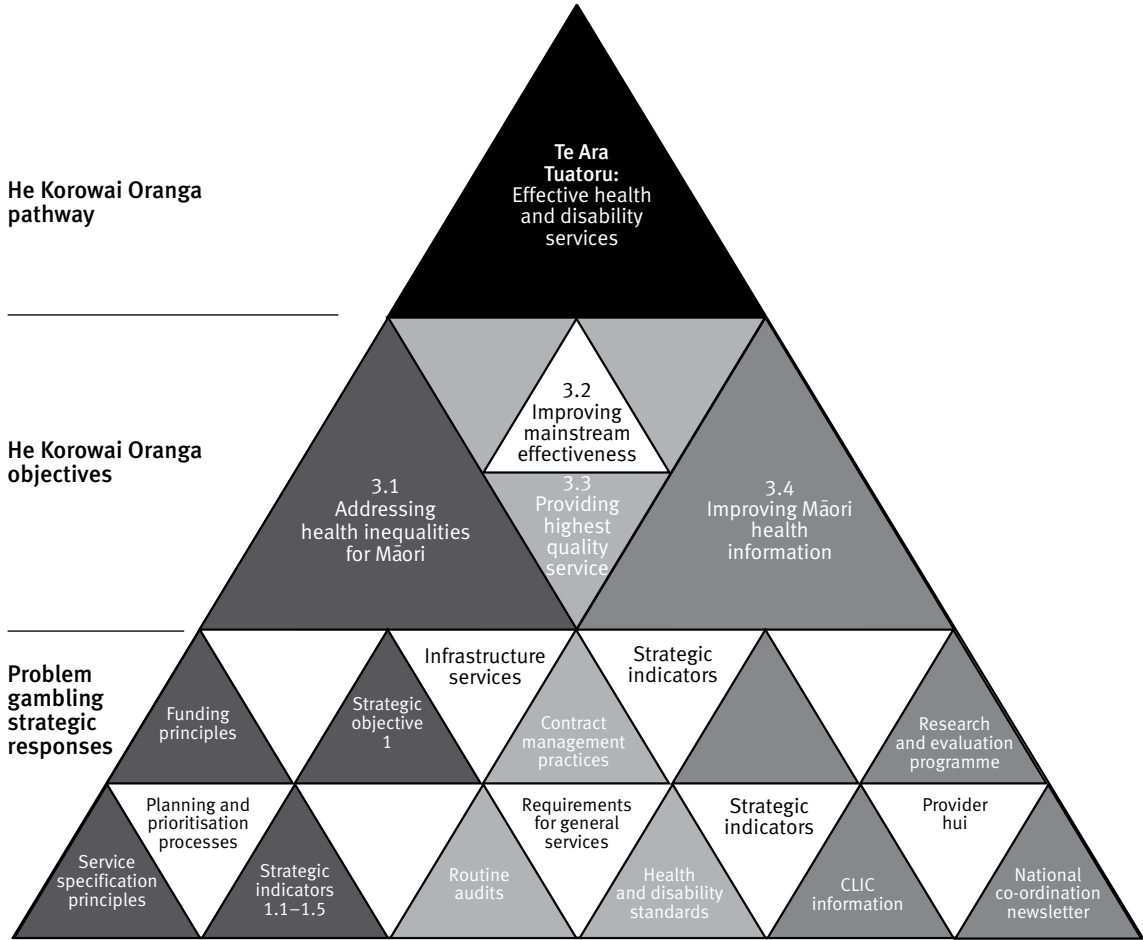 Te Ara
Tuatoru:
Effective health
and disability
services
He Korowai Oranga
pathway
He Korowai Oranga
objectives
3.1
Addressing
health inequalities
for Māori
3.2
Improving
mainstream
effectiveness
3.3
Providing
highest
quality
service
3.4
Improving Māori
health
information
Problem
gambling
strategic
responses
Funding
principles
Strategic
objective
1
Infrastructure
services
Contract
management
practices
Strategic
indicators
Research
and evaluation
programme
Service
specification
principles
Planning and
prioritisation
processes
Strategic
indicators
1.1–1.5
Routine
audits
Requirements
for general
services
Health
and disability
standards
Strategic
indicators
CLIC
information
Provider
hui
National
co-ordination
newsletter